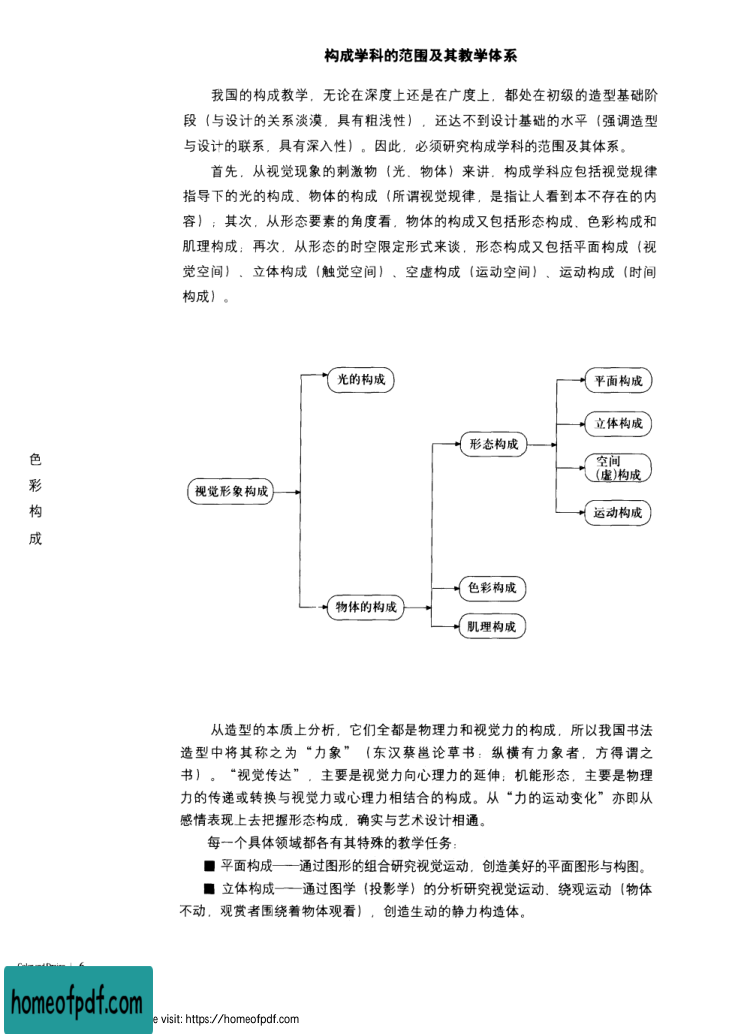 构成学科的范围及其教学体系
我国的构成教学，无论在深度上还是在广度上，都处在初级的造型基础阶
段（与设计的关系淡漠，具有粗浅性），还达不到设计基础的水平（强调造型
与设计的联系，具有深入性）。因此，必须研究构成学科的范围及其体系。
首先，从视觉现象的刺激物（光、物体）来讲，构成学科应包括视觉规律
指导下的光的构成、物体的构成（所谓视觉规律，是指让人看到本不存在的内
容）；其次，从形态要素的角度看，物体的构成又包括形态构成、色彩构成和
肌理构成；再次，从形态的时空限定形式来谈，形态构成又包括平面构成（视
觉空间）、立体构成（触觉空间）、空虚构成（运动空间）、运动构成（时间
构成）。
光的构成
平面构成
立体构成
形态构成
空间
（虚）构成
视觉形象构成
运动构成
色彩构成
物体的构成
肌理构成
色
彩
构
成
从造型的本质上分析，它们全都是物理力和视觉力的构成，所以我国书法
造型中将其称之为“力象”（东汉蔡邕论草书：纵横有力象者，方得谓之
书）。“视觉传达”，主要是视觉力向心理力的延伸；机能形态，主要是物理
力的传递或转换与视觉力或心理力相结合的构成。从“力的运动变化”亦即从
感情表现上去把握形态构成，确实与艺术设计相通。
每一个具体领域都各有其特殊的教学任务：
■ 平面构成——通过图形的组合研究视觉运动，创造美好的平面图形与构图。
■ 立体构成——通过图学（投影学）的分析研究视觉运动、绕观运动（物体
不动，观赏者围绕着物体观看），创造生动的静力构造体。
homeofpdf.com
e visit: https://homeofpdf.com